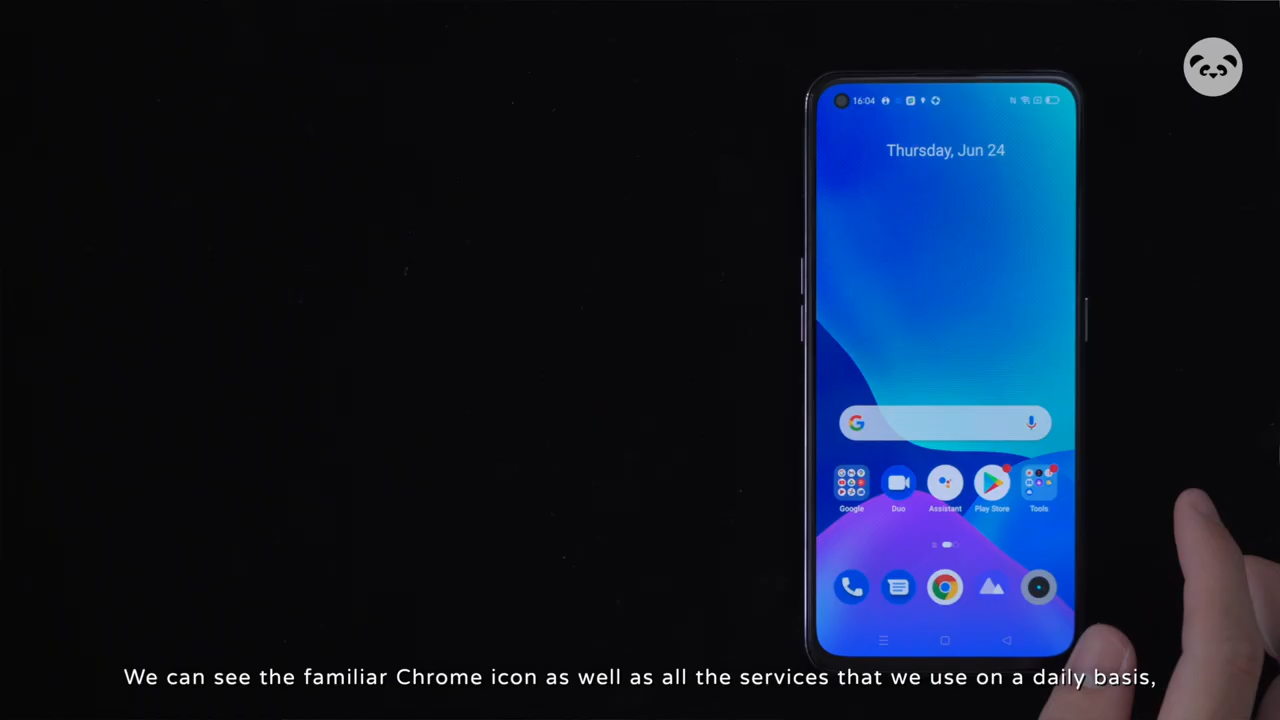 16:04
Thursday, Jun 24
Google Duo Assistant Play Store Tools
We can see the familiar Chrome icon as well as all the services that we use on a daily basis,